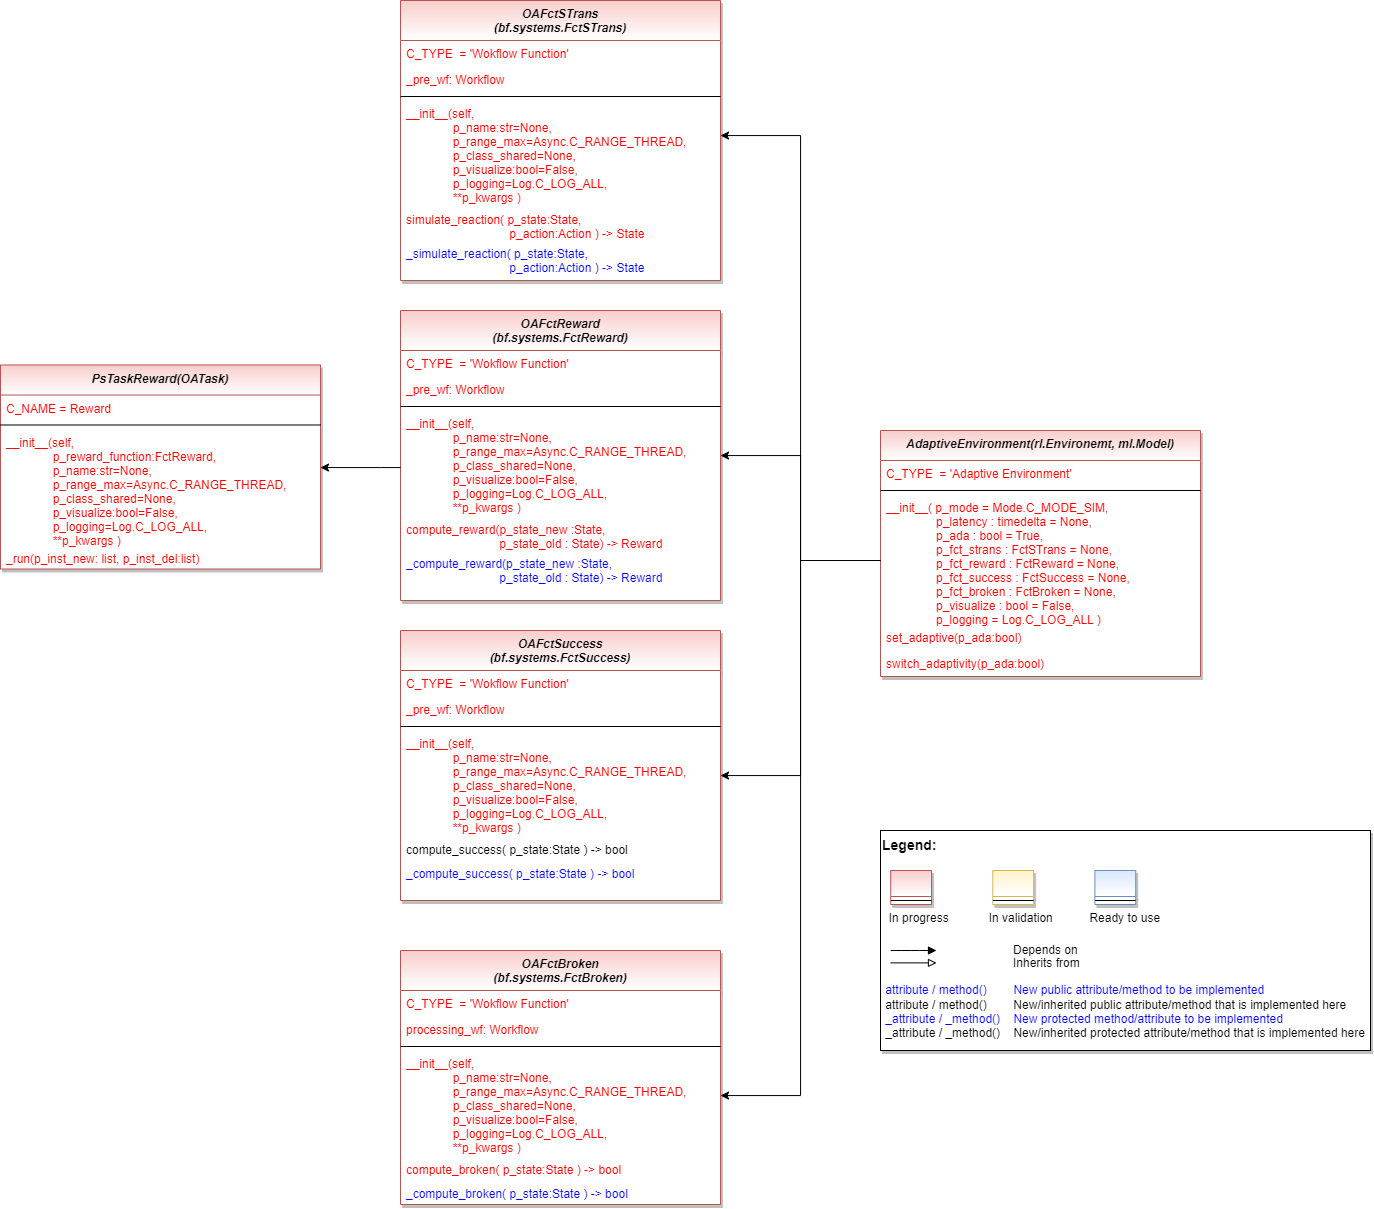 OAFctSTrans
(bf.systems.FctSTrans)
C_TYPE  = 'Wokflow Function'
_pre_wf: Workflow
__init__(self,
p_name:str=None,
p_range_max=Async.C_RANGE_THREAD,
p_class_shared=None,
p_visualize:bool=False,
p_logging=Log.C_LOG_ALL,
**p_kwargs )
simulate_reaction( p_state:State,
p_action:Action ) -> State
_simulate_reaction( p_state:State,
p_action:Action ) -> State
OAFctReward
(bf.systems.FctReward)
C_TYPE  = 'Wokflow Function'
_pre_wf: Workflow
__init__(self,
p_name:str=None,
p_range_max=Async.C_RANGE_THREAD,
p_class_shared=None,
p_visualize:bool=False,
p_logging=Log.C_LOG_ALL,
**p_kwargs )
compute_reward(p_state_new :State,
p_state_old : State) -> Reward
_compute_reward(p_state_new :State,
p_state_old : State) -> Reward
PsTaskReward(OATask)
C_NAME = Reward
__init__(self,
p_reward_function:FctReward,
p_name:str=None,
p_range_max=Async.C_RANGE_THREAD,
p_class_shared=None,
p_visualize:bool=False,
p_logging=Log.C_LOG_ALL,
**p_kwargs )
_run(p_inst_new: list, p_inst_del:list)
AdaptiveEnvironment(rl.Environemt, ml.Model)
C_TYPE  = 'Adaptive Environment'
__init__( p_mode = Mode.C_MODE_SIM,
p_latency : timedelta = None,
p_ada : bool = True,
p_fct_strans : FctSTrans = None,
p_fct_reward : FctReward = None,
p_fct_success : FctSuccess = None,
p_fct_broken : FctBroken = None,
p_visualize : bool = False,
p_logging = Log.C_LOG_ALL )
set_adaptive(p_ada:bool)
switch_adaptivity(p_ada:bool)
OAFctSuccess
(bf.systems.FctSuccess)
C_TYPE  = 'Wokflow Function'
_pre_wf: Workflow
__init__(self,
p_name:str=None,
p_range_max=Async.C_RANGE_THREAD,
p_class_shared=None,
p_visualize:bool=False,
p_logging=Log.C_LOG_ALL,
**p_kwargs )
compute_success( p_state:State ) -> bool
_compute_success( p_state:State ) -> bool
OAFctBroken
(bf.systems.FctBroken)
C_TYPE  = 'Wokflow Function'
processing_wf: Workflow
__init__(self,
p_name:str=None,
p_range_max=Async.C_RANGE_THREAD,
p_class_shared=None,
p_visualize:bool=False,
p_logging=Log.C_LOG_ALL,
**p_kwargs )
compute_broken( p_state:State ) -> bool
_compute_broken( p_state:State ) -> bool
Legend:
In progress In validation Ready to use
Depends on
Inherits from
attribute / method() New public attribute/method to be implemented
attribute / method() New/inherited public attribute/method that is implemented here
_attribute / _method() New protected method/attribute to be implemented
_attribute / _method() New/inherited protected attribute/method that is implemented here